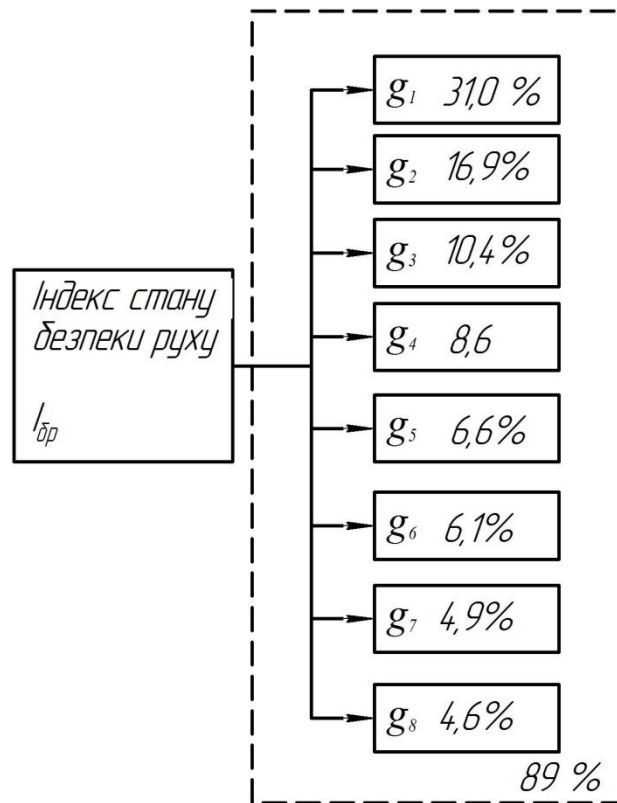 Індекс стану
безпеки руху
Iбр
g1 31,0 %
g2 16,9%
g3 10,4%
g4 8,6
g5 6,6%
g6 6,1%
g7 4,9%
g8 4,6%
89 %